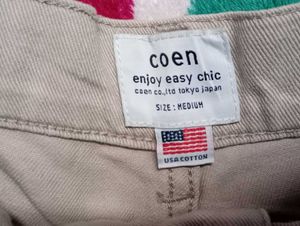 coen
enjoy easy chic
coen co., ltd tokyo japan
SIZE : MEDIUM
USA COTTON